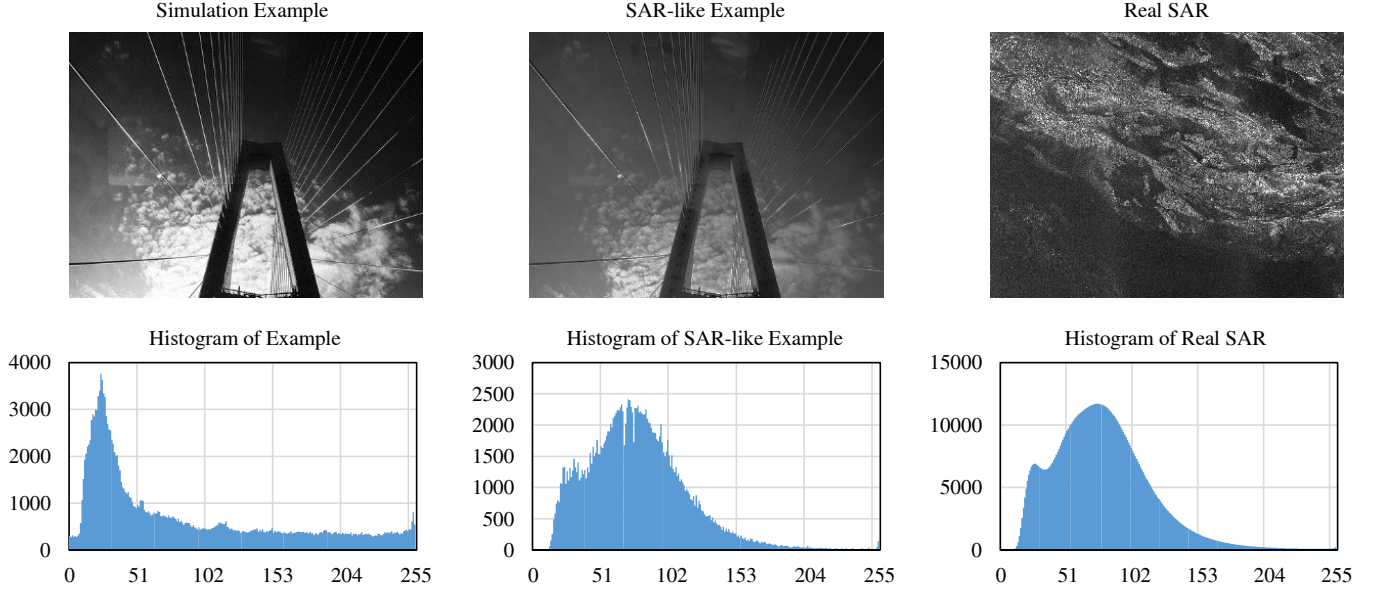 Simulation Example
SAR-like Example
Real SAR
Histogram of Example
4000
3000
2000
1000
0
0 51 102 153 204 255
Histogram of SAR-like Example
3000
2500
2000
1500
1000
500
0
0 51 102 153 204 255
Histogram of Real SAR
15000
10000
5000
0
0 51 102 153 204 255